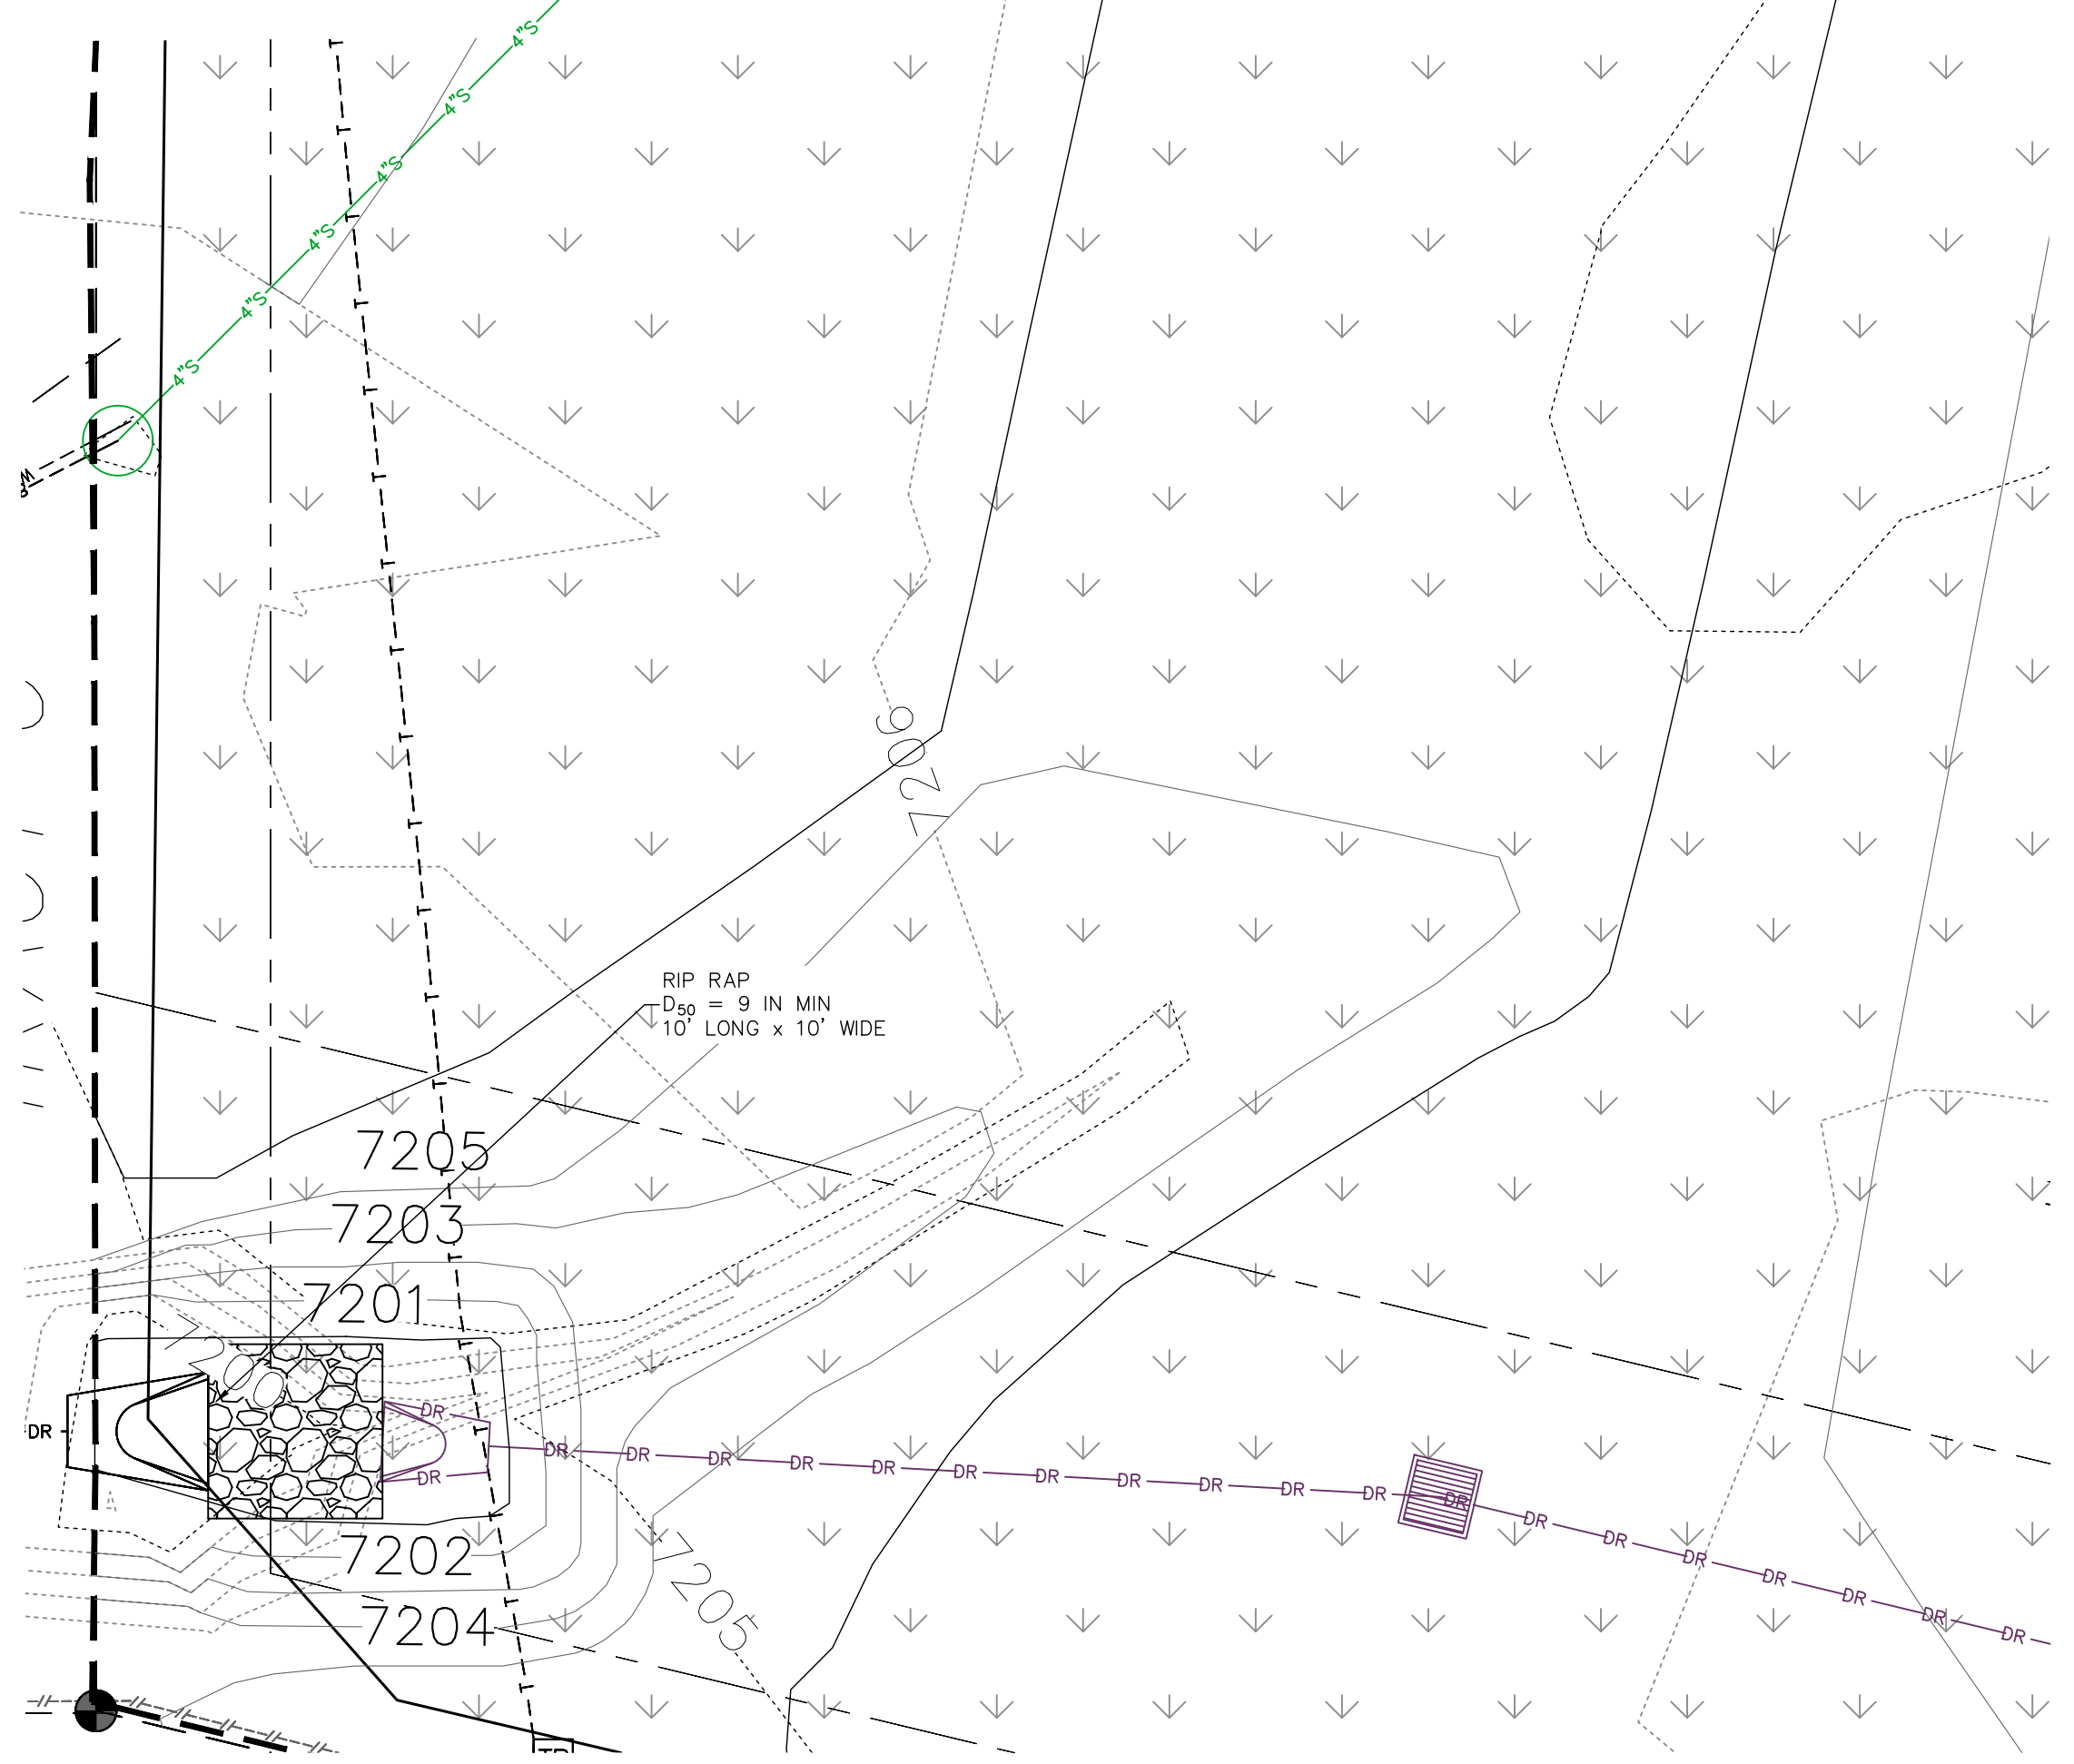 4"S
4"S
4"S
4"S
4"S
4"S
7206
RIP RAP
D₅₀ = 9 IN MIN
10' LONG x 10' WIDE
7205
7203
7201
DR
DR
DR
DR DR DR DR DR DR DR DR DR DR DR DR DR DR DR DR DR DR DR
7202
7204
7205